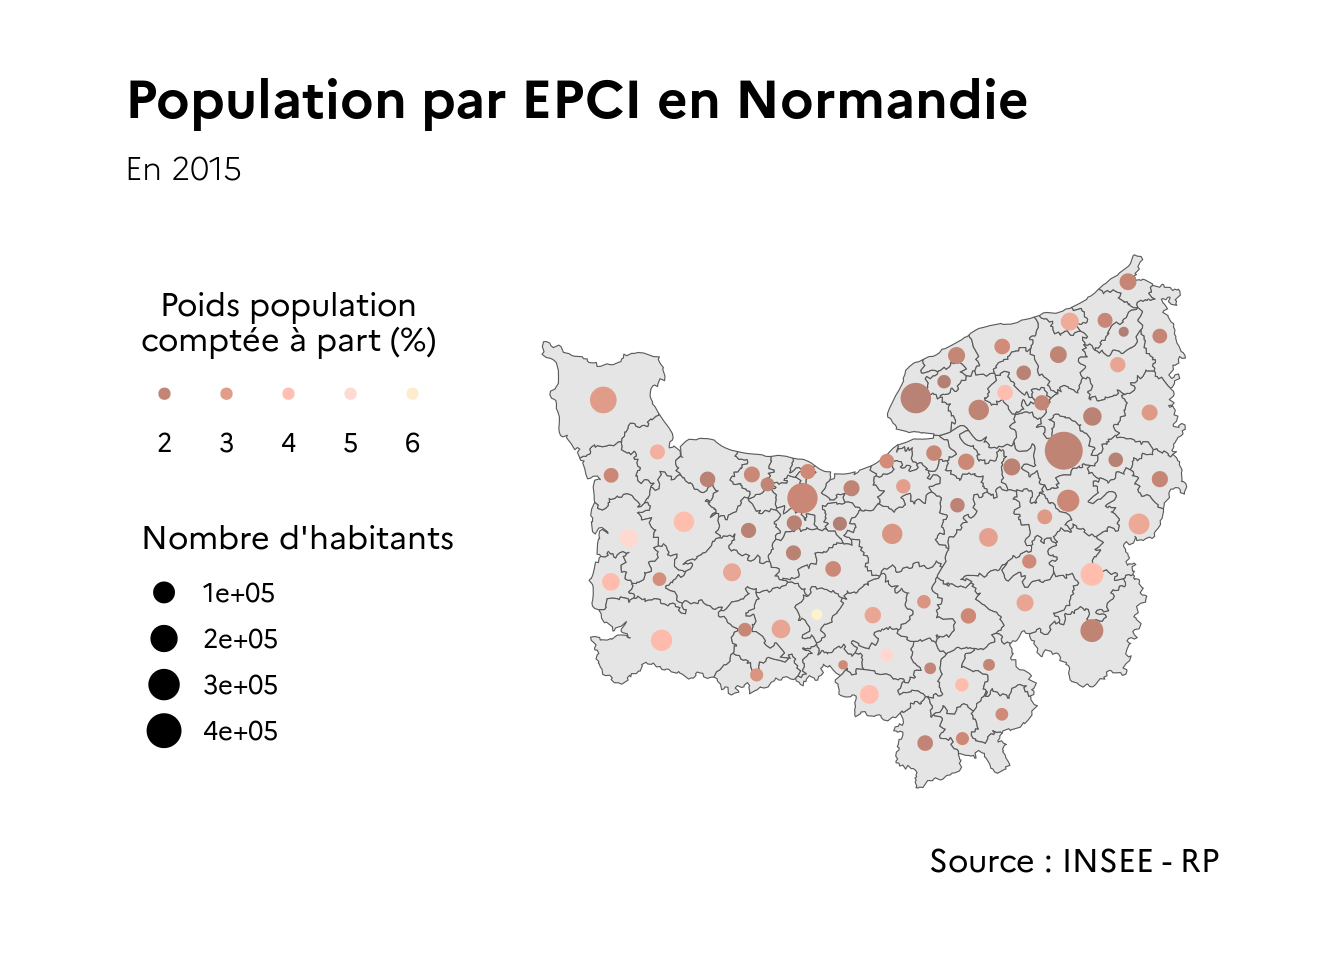 Population par EPCI en Normandie
En 2015
Poids population
comptée à part (%)
2 3 4 5 6
Nombre d'habitants
1e+05
2e+05
3e+05
4e+05
Source : INSEE - RP